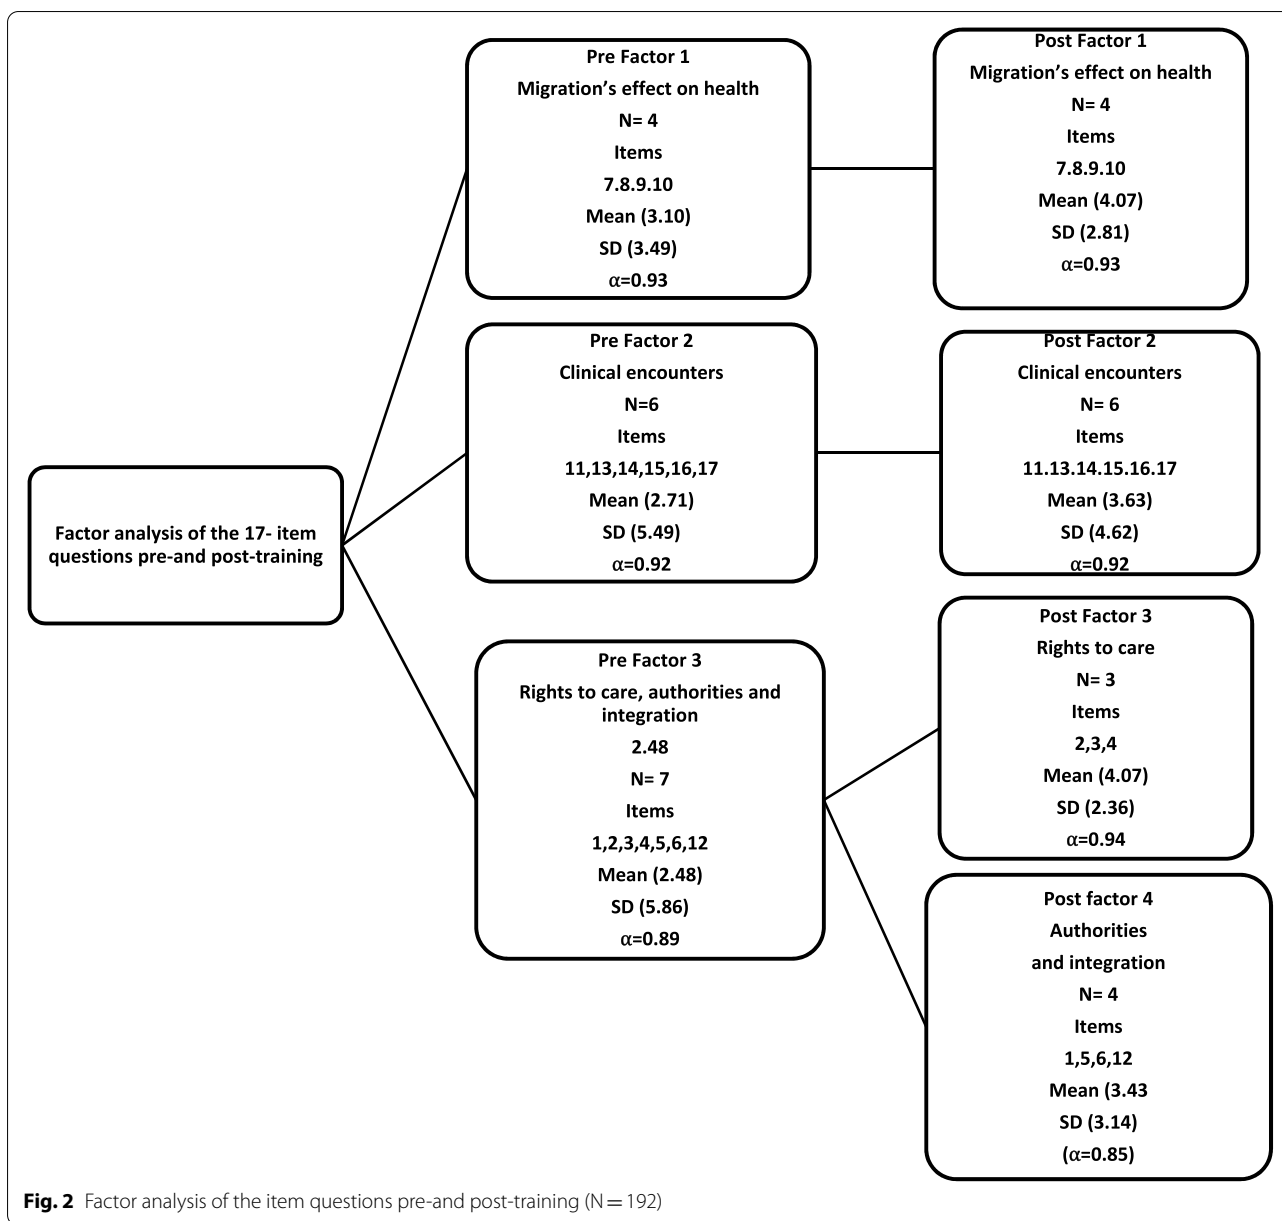 Factor analysis of the 17- item
questions pre-and post-training
Pre Factor 1
Migration’s effect on health
N= 4
Items
7.8.9.10
Mean (3.10)
SD (3.49)
α=0.93
Post Factor 1
Migration’s effect on health
N= 4
Items
7.8.9.10
Mean (4.07)
SD (2.81)
α=0.93
Pre Factor 2
Clinical encounters
N=6
Items
11,13,14,15,16,17
Mean (2.71)
SD (5.49)
α=0.92
Post Factor 2
Clinical encounters
N= 6
Items
11.13.14.15.16.17
Mean (3.63)
SD (4.62)
α=0.92
Pre Factor 3
Rights to care, authorities and
integration
2.48
N= 7
Items
1,2,3,4,5,6,12
Mean (2.48)
SD (5.86)
α=0.89
Post Factor 3
Rights to care
N= 3
Items
2,3,4
Mean (4.07)
SD (2.36)
α=0.94
Post factor 4
Authorities
and integration
N= 4
Items
1,5,6,12
Mean (3.43
SD (3.14)
(α=0.85)
Fig. 2 Factor analysis of the item questions pre-and post-training (N = 192)